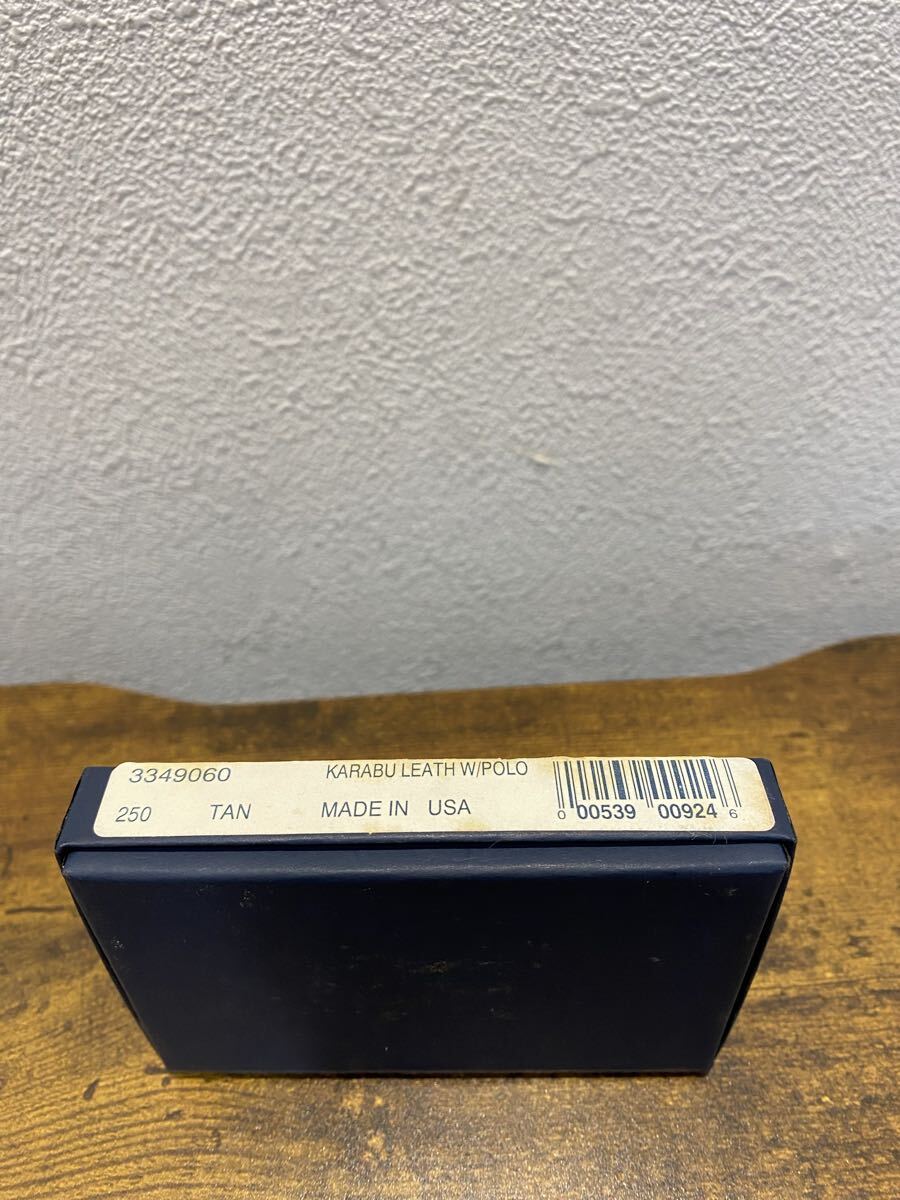 3349060 KARABU LEATH W/POLO
250 TAN MADE IN USA
0 00539 00924 6